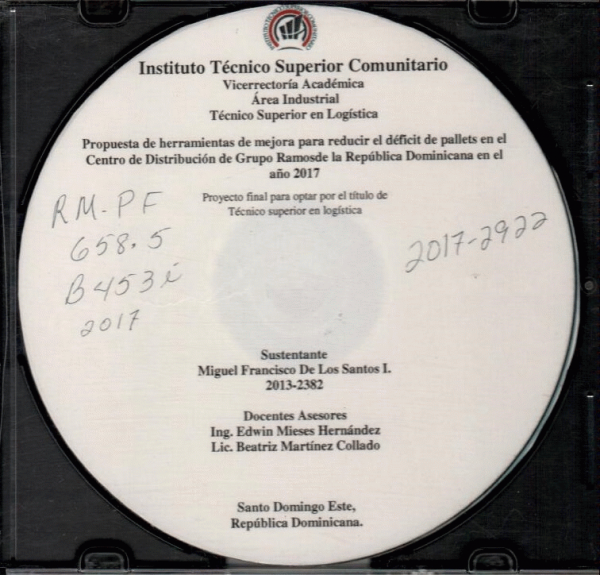 Instituto Técnico Superior Comunitario
Vicerrectoría Académica
Área Industrial
Técnico Superior en Logística
Propuesta de herramientas de mejora para reducir el déficit de pallets en el
Centro de Distribución de Grupo Ramosde la República Dominicana en el
año 2017
Proyecto final para optar por el título de
Técnico superior en logística
RM-PF
658.5
B453i
2017
2017-2922
Sustentante
Miguel Francisco De Los Santos I.
2013-2382
Docentes Asesores
Ing. Edwin Mieses Hernández
Lic. Beatriz Martínez Collado
Santo Domingo Este,
República Dominicana.